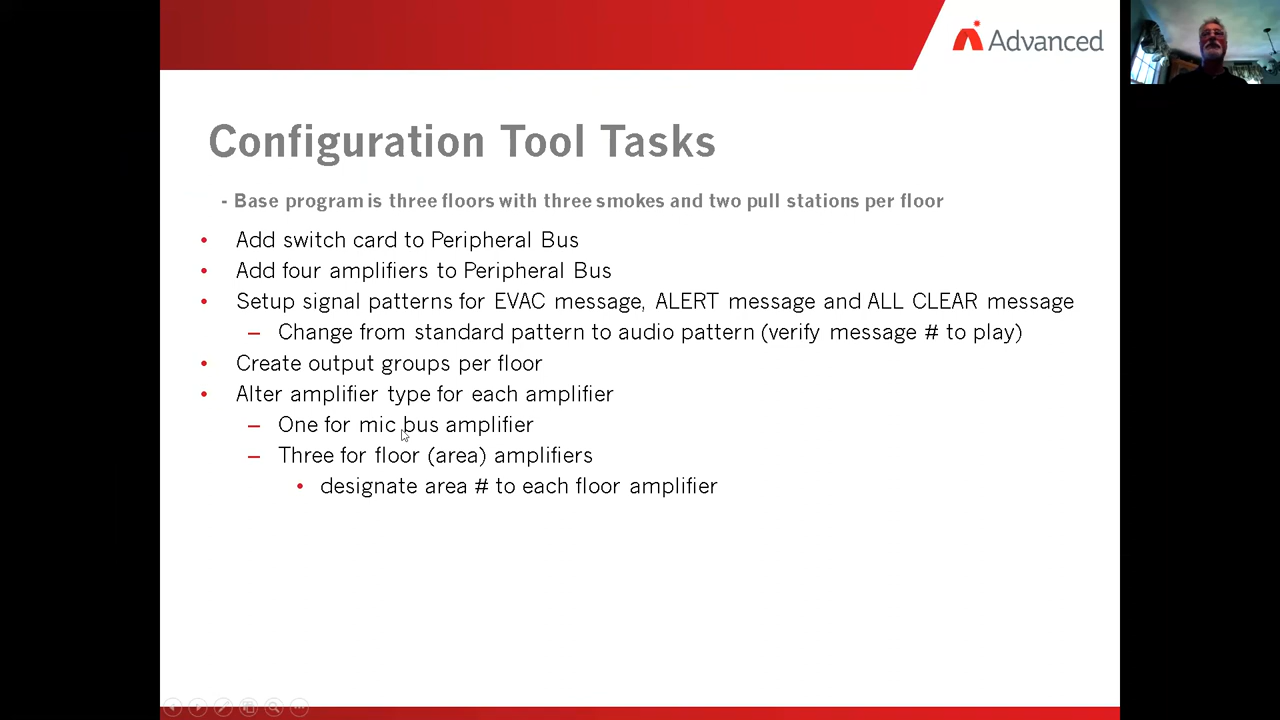 Advanced
Configuration Tool Tasks
- Base program is three floors with three smokes and two pull stations per floor
• Add switch card to Peripheral Bus
• Add four amplifiers to Peripheral Bus
• Setup signal patterns for EVAC message, ALERT message and ALL CLEAR message
– Change from standard pattern to audio pattern (verify message # to play)
• Create output groups per floor
• Alter amplifier type for each amplifier
– One for mic bus amplifier
– Three for floor (area) amplifiers
• designate area # to each floor amplifier